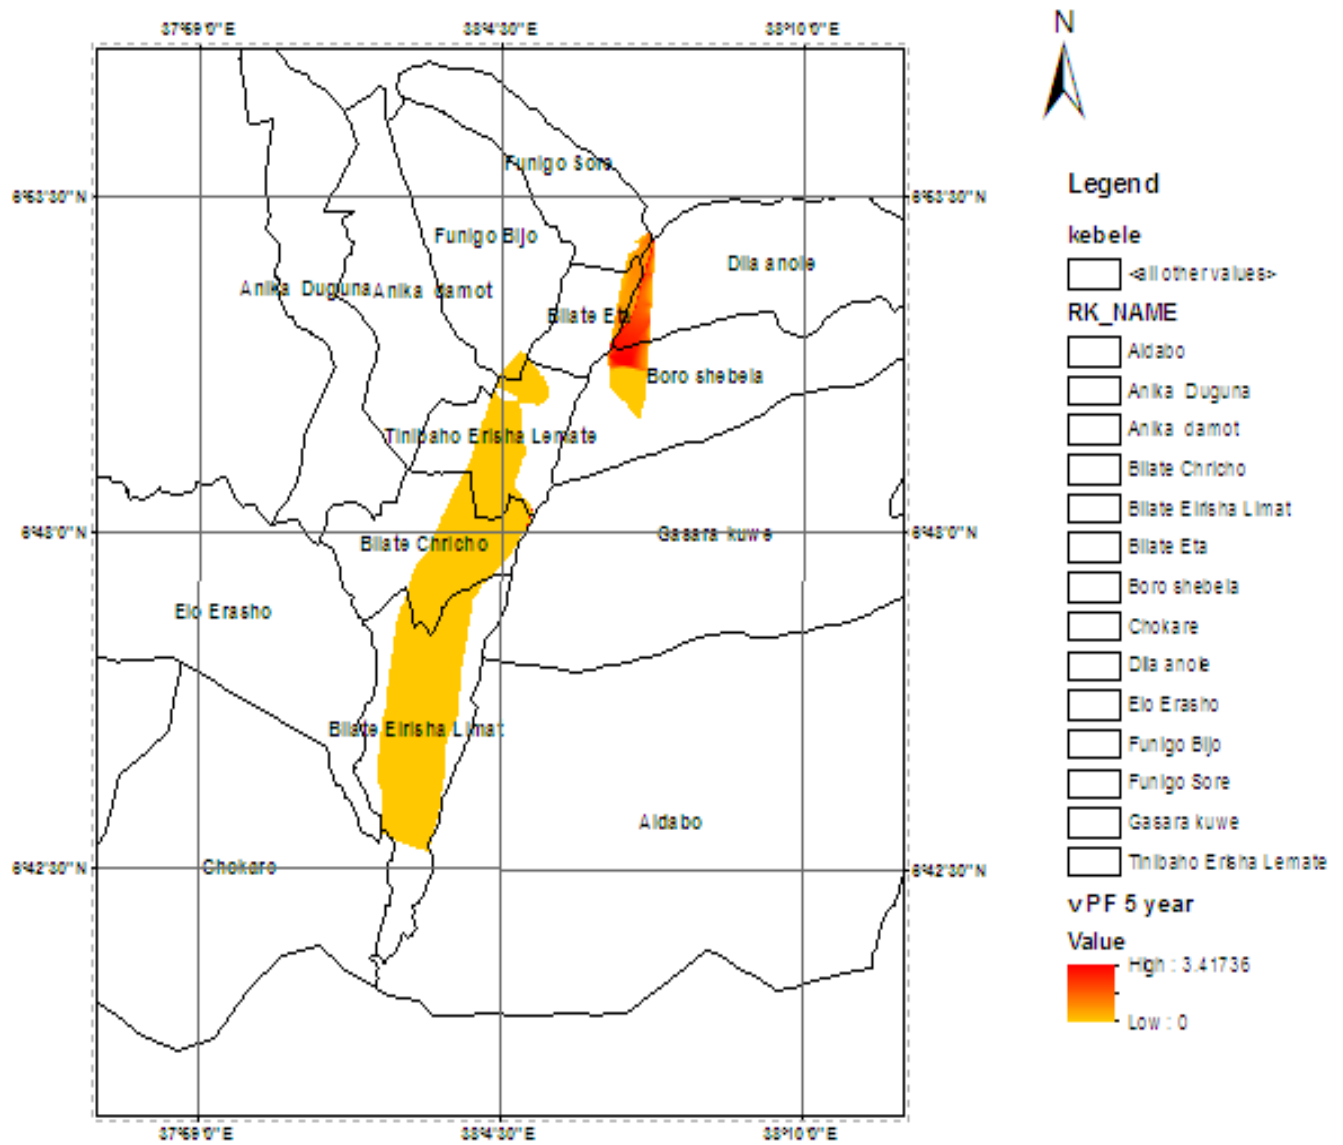 37°59'0"E 38°4'30"E 38°10'0"E
N
Funigo Sore
Legend
6°53'30"N 6°53'30"N
kebele
Funigo Bijo
Dila anole
<all other values>
Anika Duguna Anika damot
RK_NAME
Bilate Eta
Aldabo
Boro shebela
Anika Duguna
Tinibaho Erisha Lemate
Anika damot
Bilate Chricho
Bilate Eirisha Limat
6°48'0"N 6°48'0"N
Gasara kuwe
Bilate Chricho
Bilate Eta
Boro shebela
Elo Erasho
Chokare
Dila anole
Elo Erasho
Bilate Eirisha Limat
Funigo Bijo
Funigo Sore
Aldabo
Gasara kuwe
6°42'30"N 6°42'30"N
Chokare
Tinibaho Erisha Lemate
vPF 5 year
Value
High : 3.41736
Low : 0
37°59'0"E 38°4'30"E 38°10'0"E